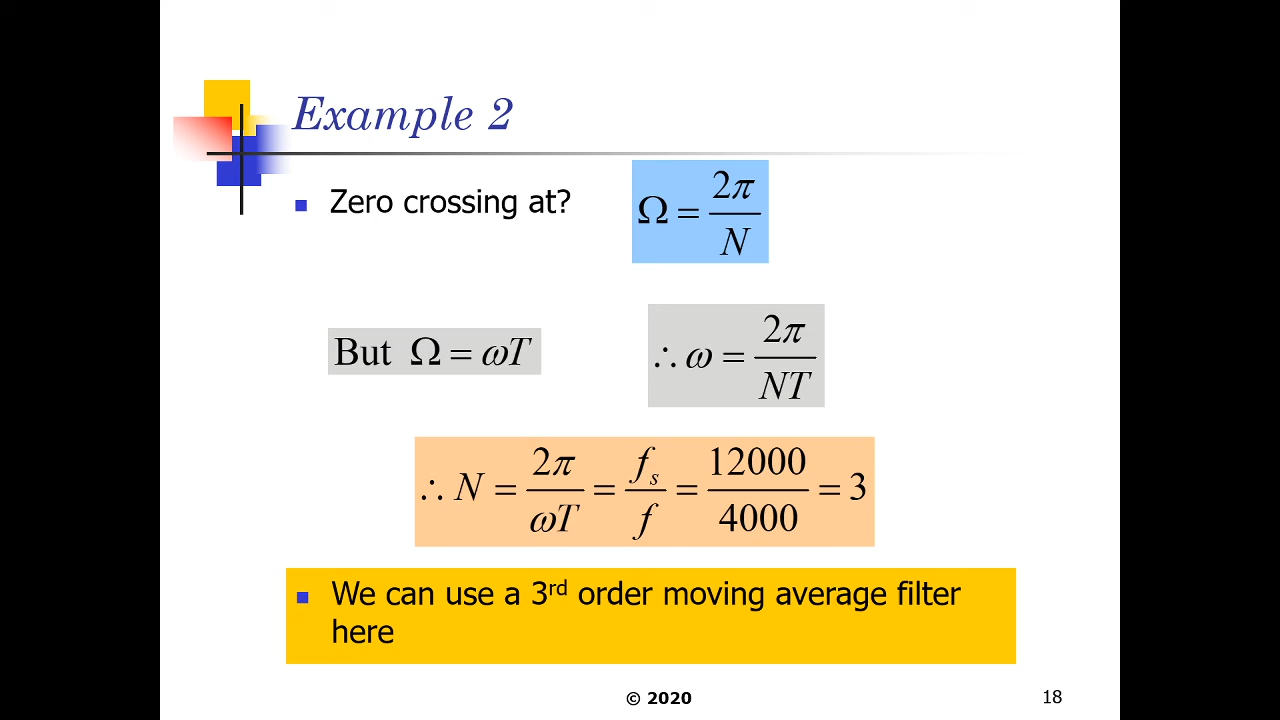 Example 2
Zero crossing at?
Ω = 2π / N
But Ω = ωT
∴ ω = 2π / NT
∴ N = 2π / ωT = fₛ / f = 12000 / 4000 = 3
We can use a 3rd order moving average filter
here
© 2020
18